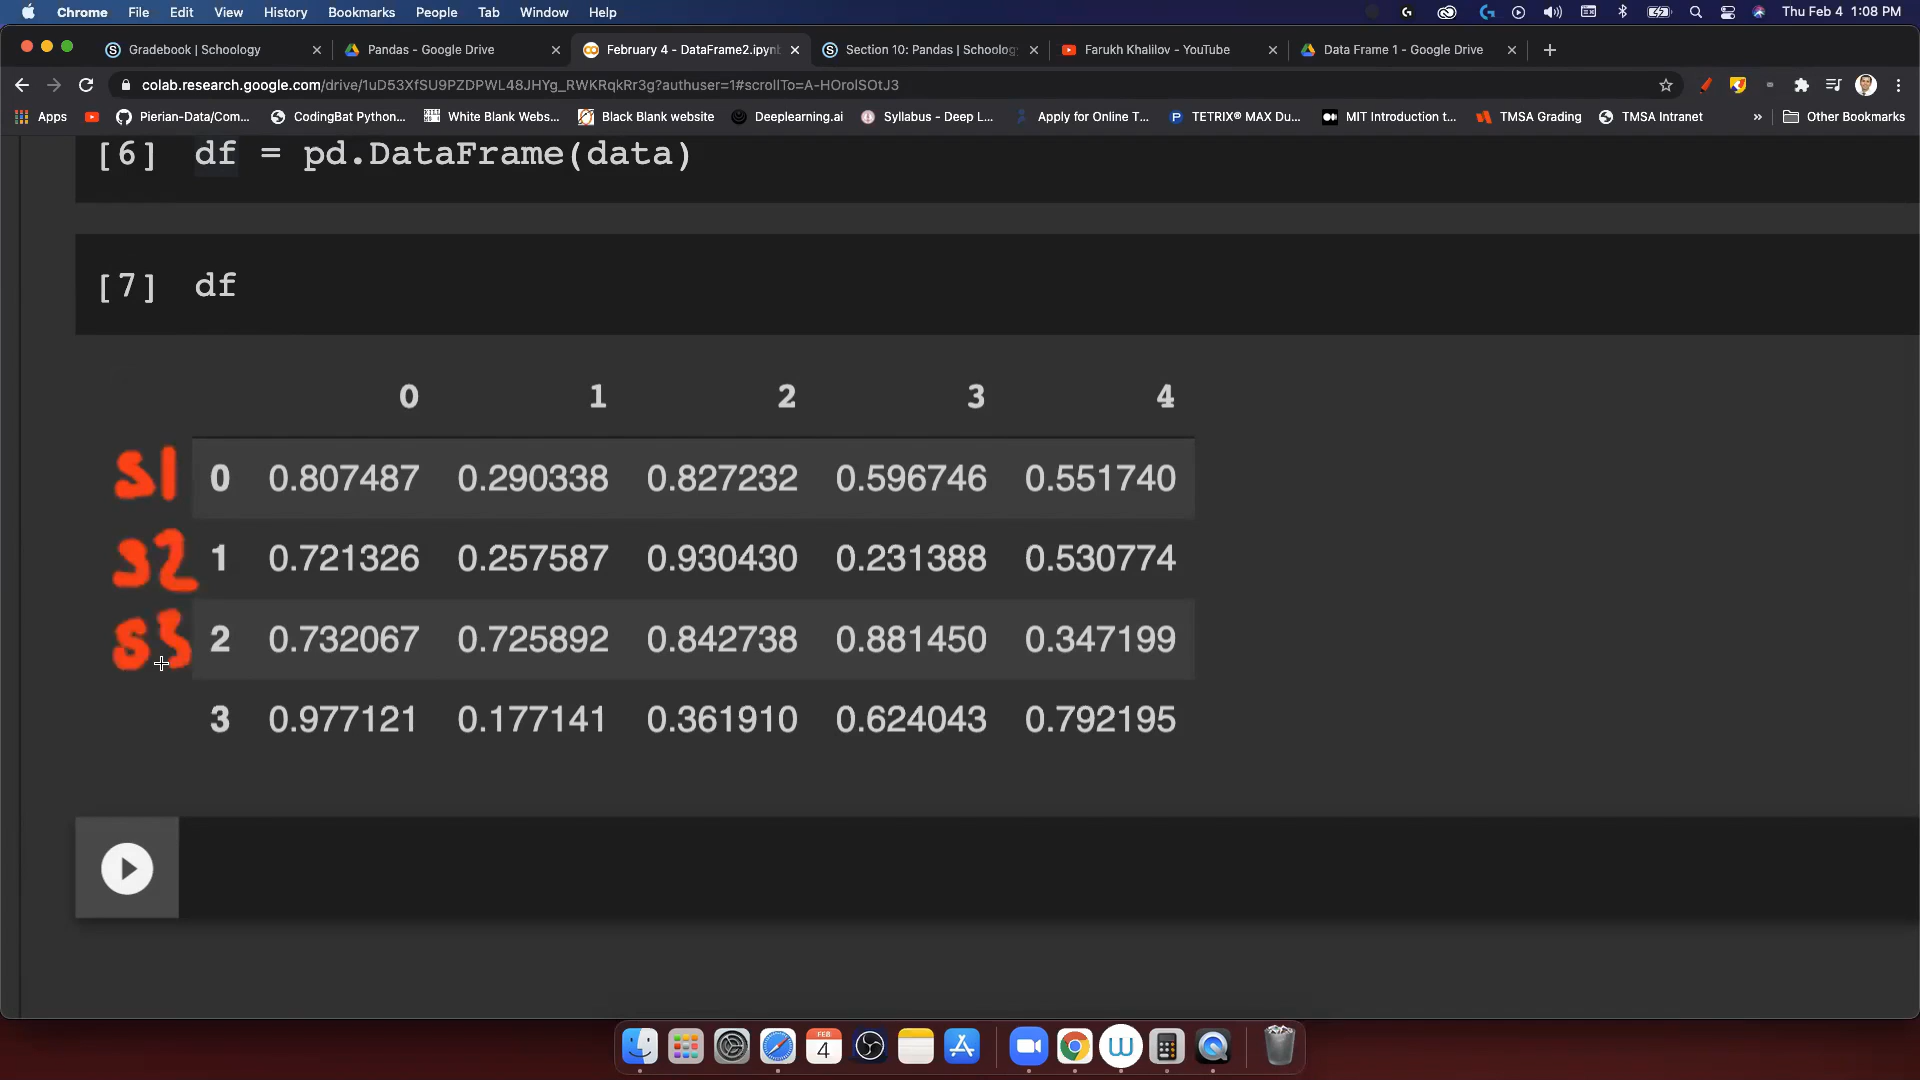 Chrome File Edit View History Bookmarks People Tab Window Help Thu Feb 4 1:08 PM
Gradebook | Schoology Pandas - Google Drive February 4 - DataFrame2.ipynb Section 10: Pandas | Schoology Farukh Khalilov - YouTube Data Frame 1 - Google Drive
colab.research.google.com/drive/1uD53XfSU9PZDPWL48JHYg_RWKRqkRr3g?authuser=1#scrollTo=A-HOrolSOtJ3
Apps Pierian-Data/Com... CodingBat Python... White Blank Webs... Black Blank website Deeplearning.ai Syllabus - Deep L... Apply for Online T... TETRIX® MAX Du... MIT Introduction t... TMSA Grading TMSA Intranet » Other Bookmarks
[6] df = pd.DataFrame(data)
[7] df
0 1 2 3 4
S1 0 0.807487 0.290338 0.827232 0.596746 0.551740
S2 1 0.721326 0.257587 0.930430 0.231388 0.530774
S3 2 0.732067 0.725892 0.842738 0.881450 0.347199
3 0.977121 0.177141 0.361910 0.624043 0.792195
FEB
4